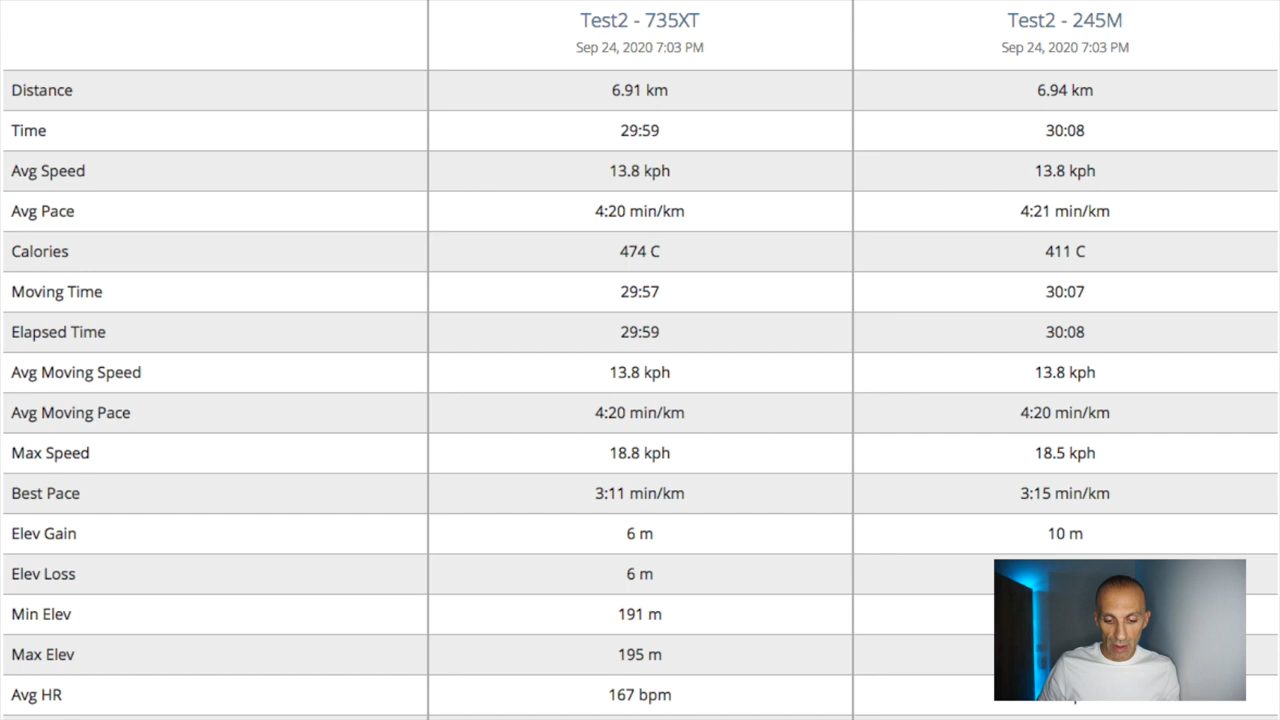 Test2 - 735XT Test2 - 245M
Sep 24, 2020 7:03 PM Sep 24, 2020 7:03 PM
Distance 6.91 km 6.94 km
Time 29:59 30:08
Avg Speed 13.8 kph 13.8 kph
Avg Pace 4:20 min/km 4:21 min/km
Calories 474 C 411 C
Moving Time 29:57 30:07
Elapsed Time 29:59 30:08
Avg Moving Speed 13.8 kph 13.8 kph
Avg Moving Pace 4:20 min/km 4:20 min/km
Max Speed 18.8 kph 18.5 kph
Best Pace 3:11 min/km 3:15 min/km
Elev Gain 6 m 10 m
Elev Loss 6 m
Min Elev 191 m
Max Elev 195 m
Avg HR 167 bpm